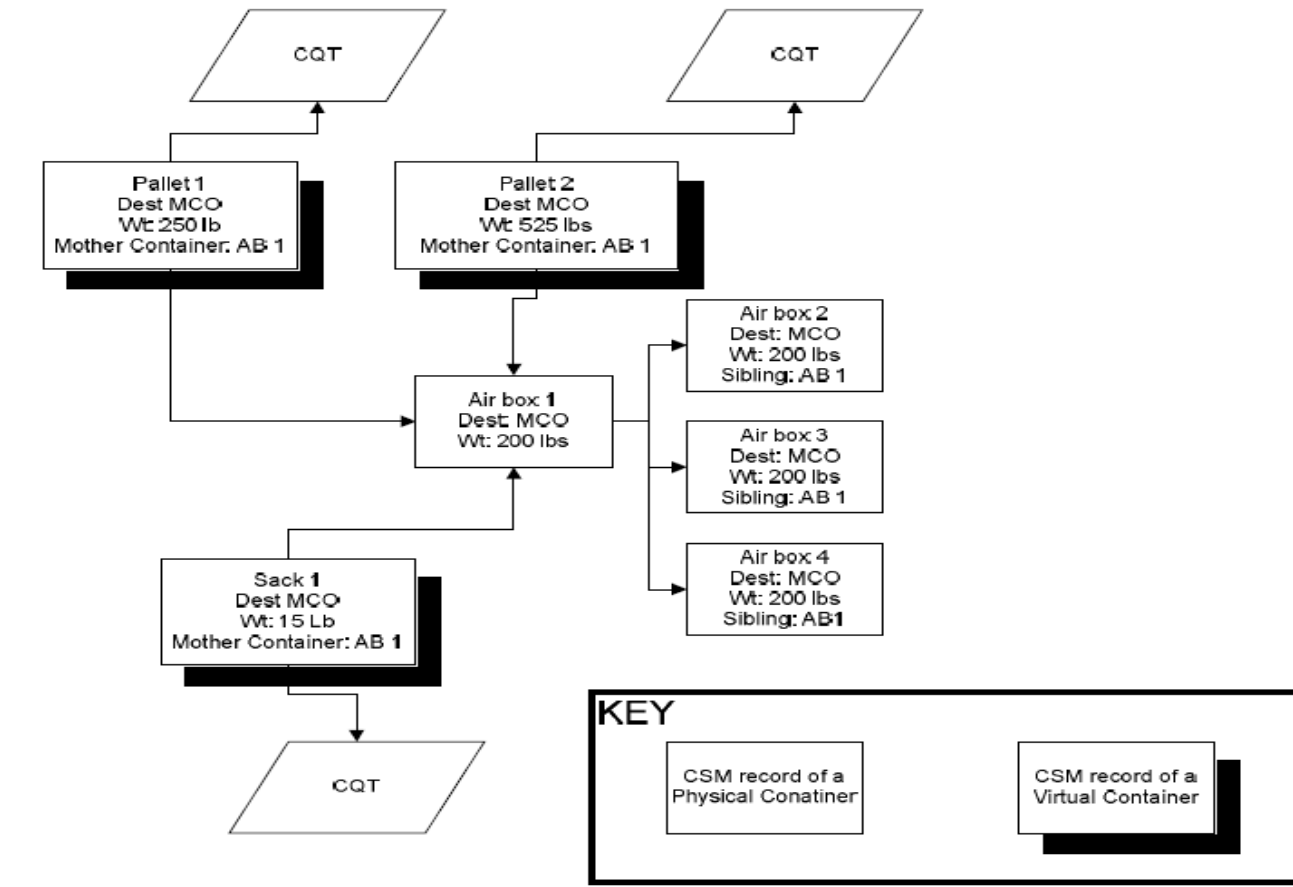 CQT
CQT
Pallet 1
Dest MCO
Wt: 250 lb
Mother Container: AB 1
Pallet 2
Dest MCO
Wt: 525 lbs
Mother Container: AB 1
Air box 2
Dest: MCO
Wt: 200 lbs
Sibling: AB 1
Air box 1
Dest: MCO
Wt: 200 lbs
Air box 3
Dest: MCO
Wt: 200 lbs
Sibling: AB 1
Air box 4
Dest: MCO
Wt: 200 lbs
Sibling: AB1
Sack 1
Dest MCO
Wt: 15 Lb
Mother Container: AB 1
CQT
KEY
CSM record of a
Physical Conatiner
CSM record of a
Virtual Container